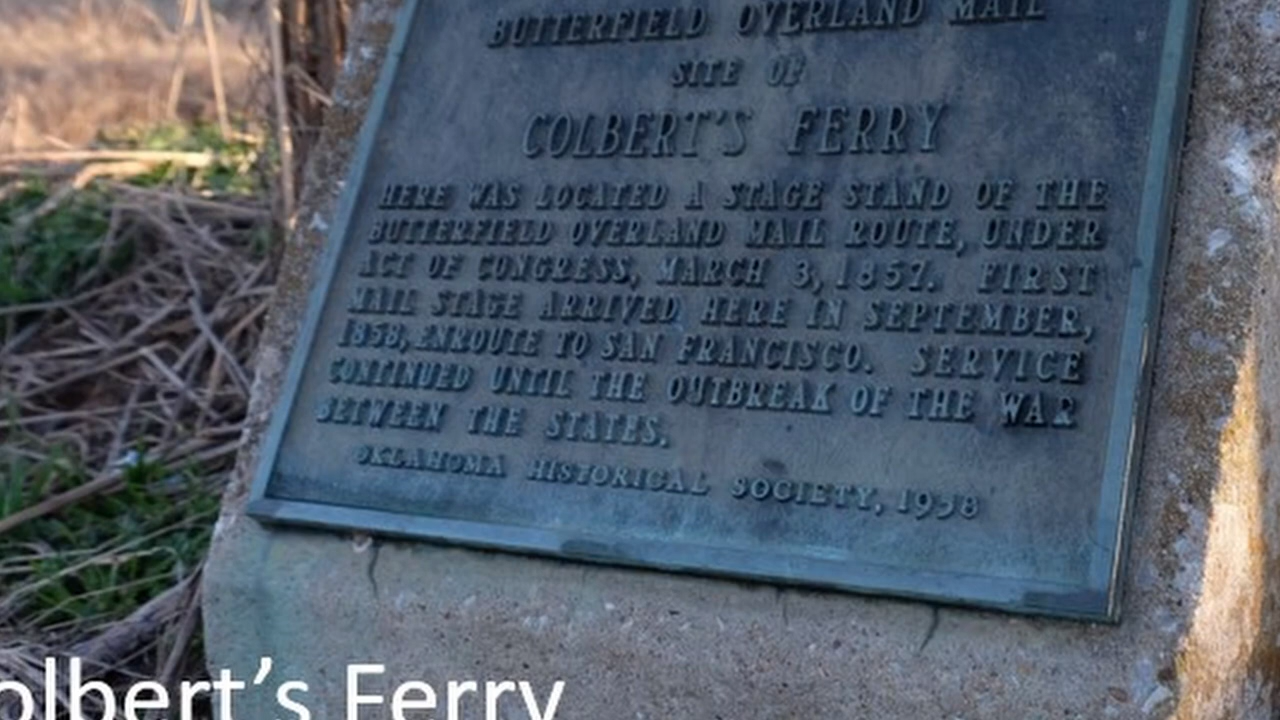 BUTTERFIELD OVERLAND MAIL
SITE OF
COLBERT'S FERRY
HERE WAS LOCATED A STAGE STAND OF THE
BUTTERFIELD OVERLAND MAIL ROUTE, UNDER
ACT OF CONGRESS, MARCH 3, 1857. FIRST
MAIL STAGE ARRIVED HERE IN SEPTEMBER,
1858, ENROUTE TO SAN FRANCISCO. SERVICE
CONTINUED UNTIL THE OUTBREAK OF THE WAR
BETWEEN THE STATES.
OKLAHOMA HISTORICAL SOCIETY, 1958
olbert's Ferry